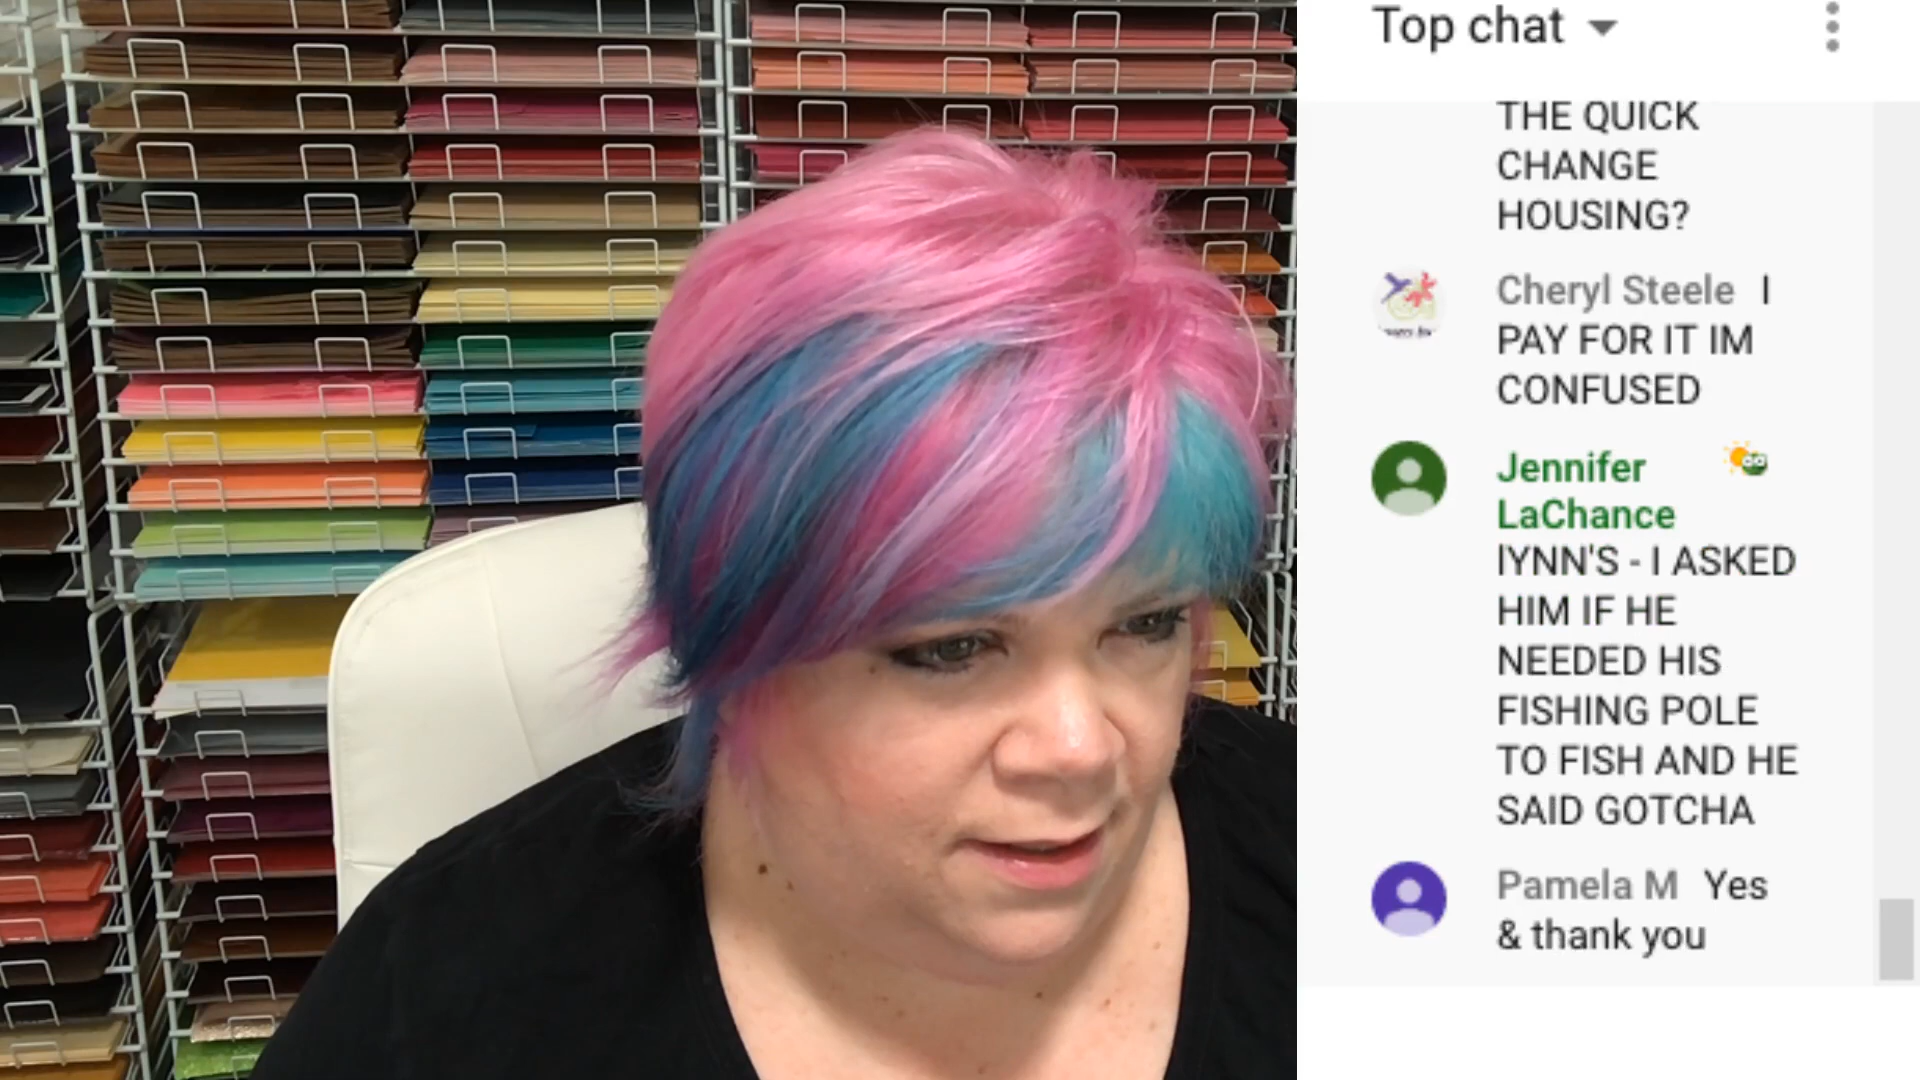 Top chat
THE QUICK
CHANGE
HOUSING?
Cheryl Steele I
PAY FOR IT IM
CONFUSED
Jennifer
LaChance
lYNN'S - I ASKED
HIM IF HE
NEEDED HIS
FISHING POLE
TO FISH AND HE
SAID GOTCHA
Pamela M Yes
& thank you